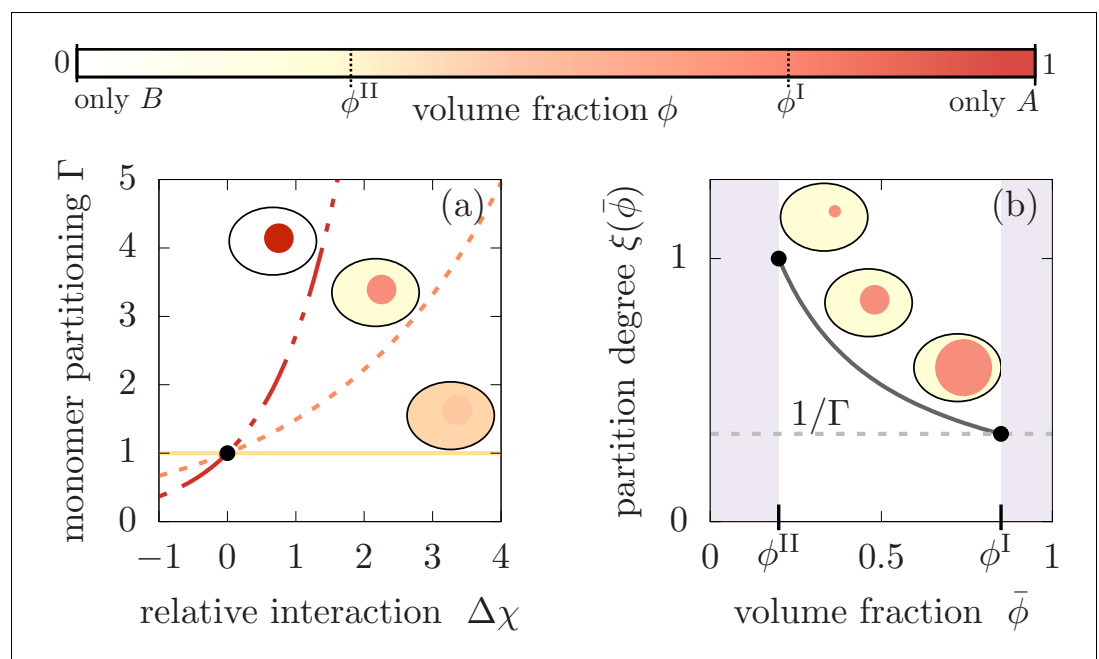 0 1
only B φ^II volume fraction φ φ^I only A
monomer partitioning Γ
5
4
3
2
1
0
(a)
−1 0 1 2 3 4
relative interaction Δχ
partition degree ξ(φ̄)
1
0
(b)
1/Γ
0 φ^II 0.5 φ^I 1
volume fraction φ̄